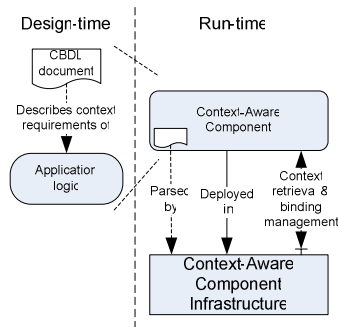 Design-time
Run-time
CBDL
document
Describes context
requirements of
Application
logic
Context-Aware
Component
Parsed
by
Deployed
in
Context
retrieva &
binding
management
Context-Aware
Component
Infrastructure